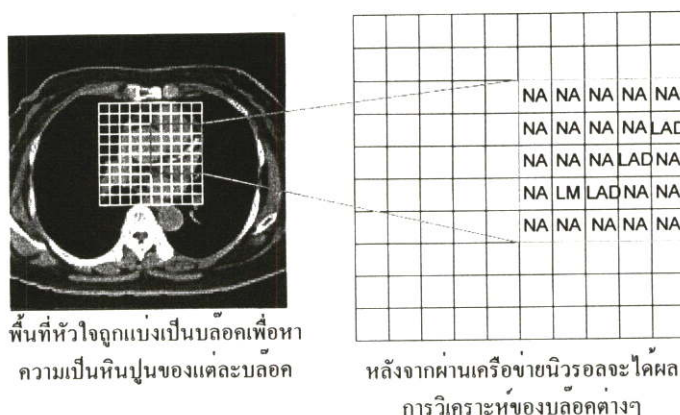 NA NA NA NA NA
NA NA NA NA LAD
NA NA NA LAD NA
NA LM LAD NA NA
NA NA NA NA NA
พื้นที่หัวใจถูกแบ่งเป็นบล๊อคเพื่อหา
ความเป็นหินปูนของแต่ละบล๊อค
หลังจากผ่านเครือข่ายนิวรอลจะได้ผล
การวิเคราะห์ของบล๊อคต่างๆ